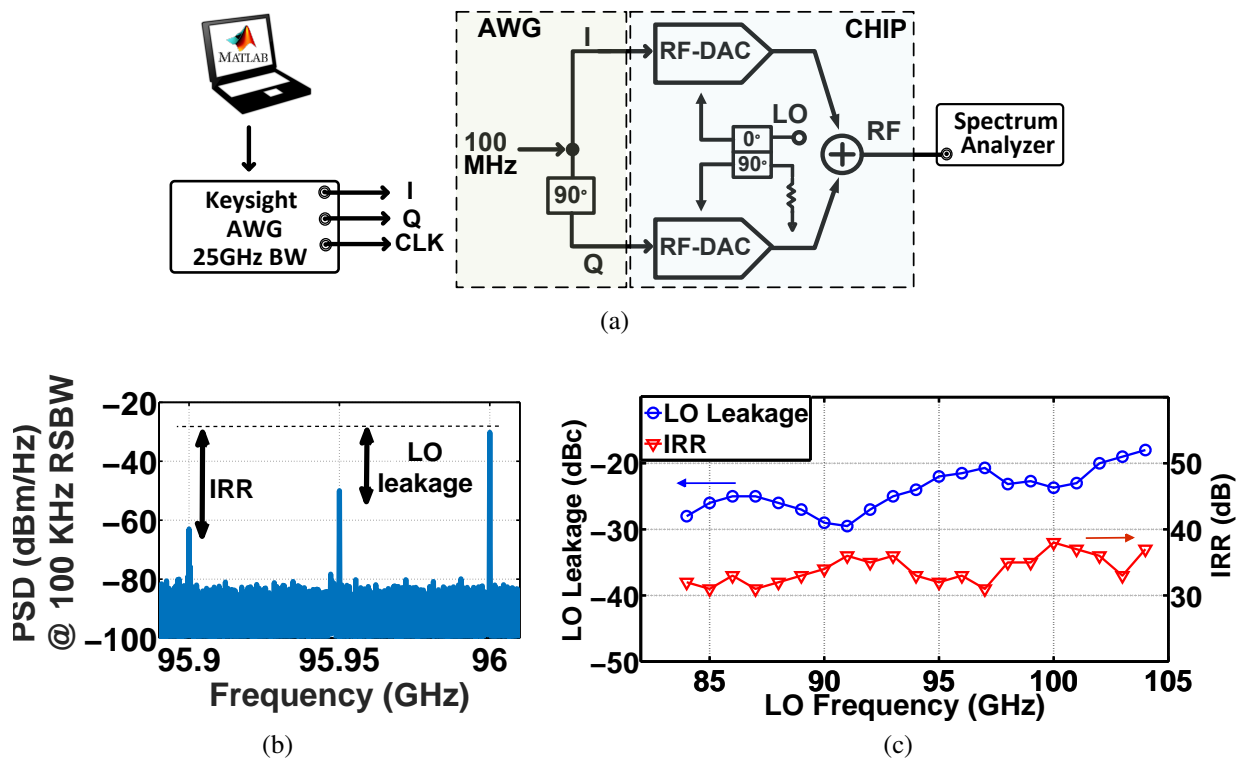 MATLAB
Keysight
AWG
25GHz BW
I
Q
CLK
AWG
100
MHz
90°
I
Q
CHIP
RF-DAC
LO
0°
90°
RF-DAC
RF
Spectrum
Analyzer
(a)
PSD (dBm/Hz)
@ 100 KHz RSBW
−20
−40
−60
−80
−100
IRR
LO
leakage
95.9 95.95 96
Frequency (GHz)
(b)
LO Leakage
IRR
LO Leakage (dBc)
−20
−30
−40
−50
50
40
30
IRR (dB)
85 90 95 100 105
LO Frequency (GHz)
(c)